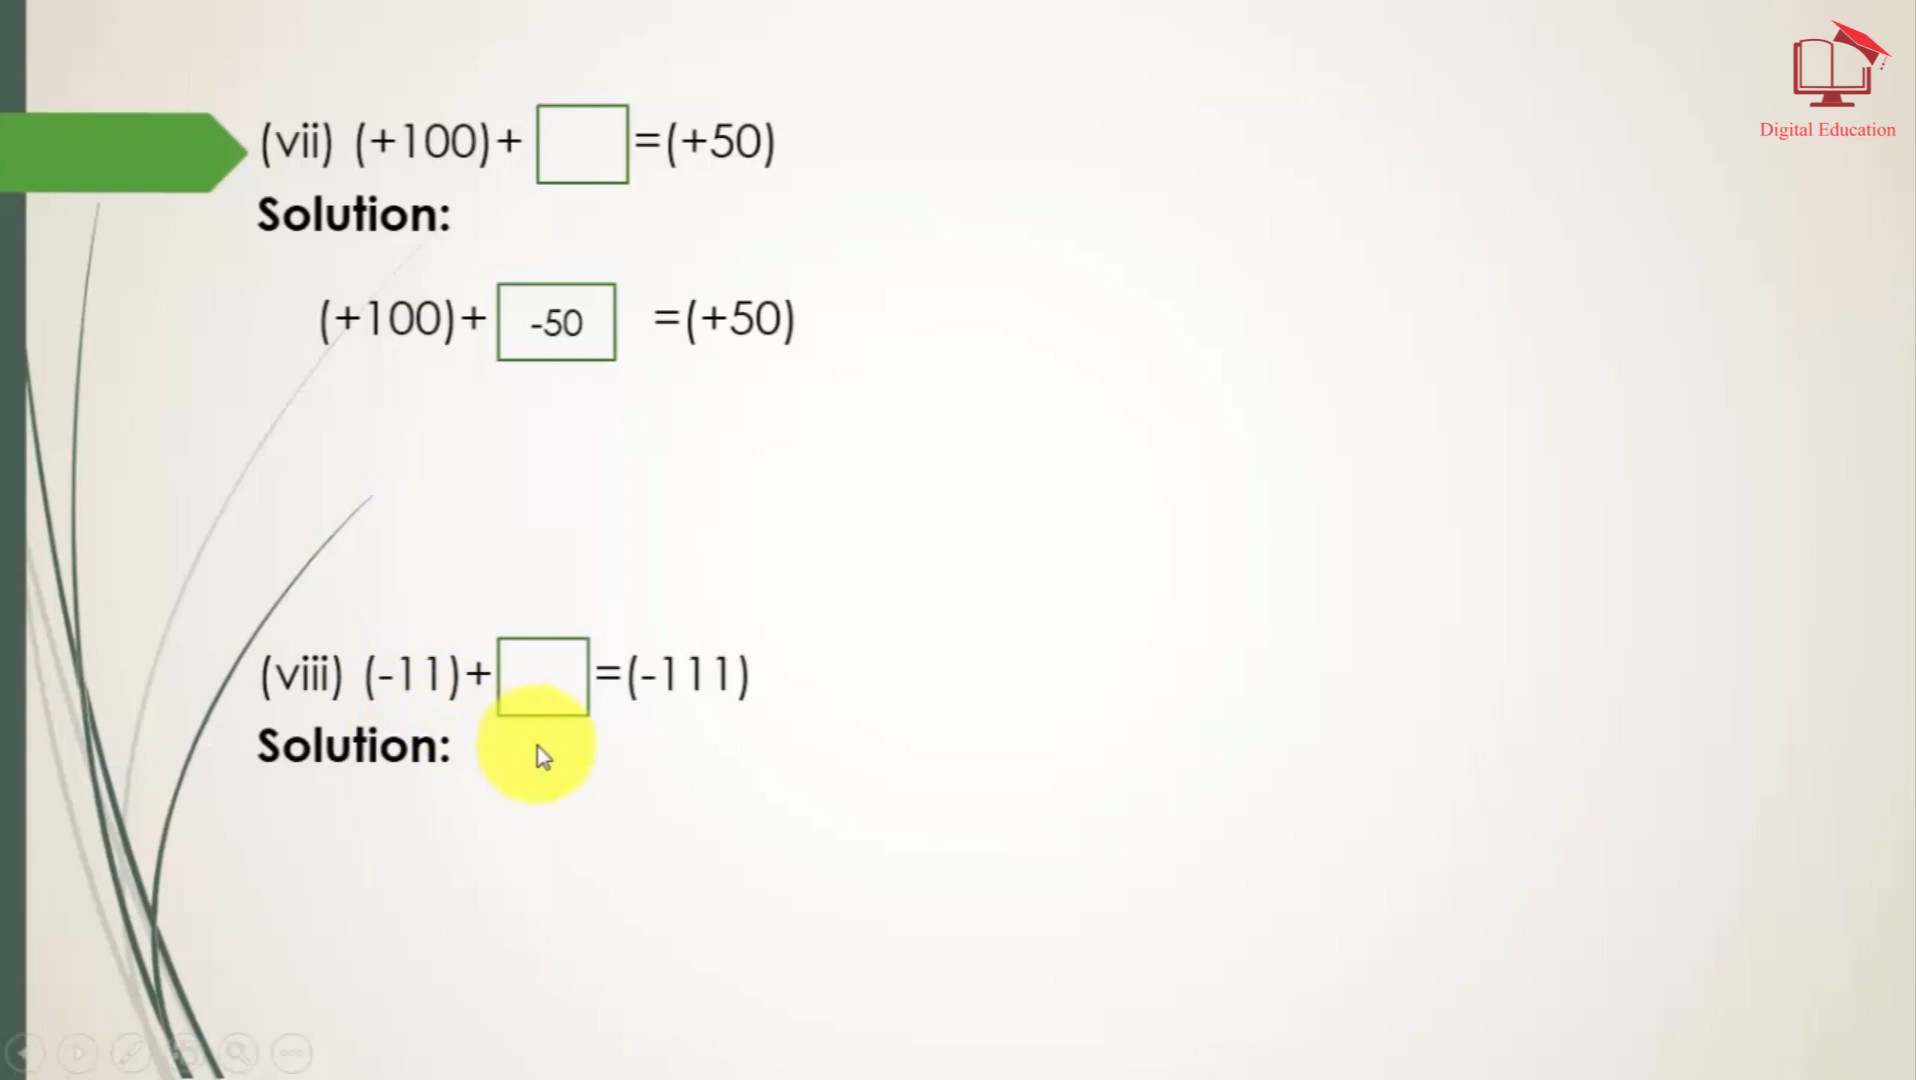 Digital Education
(vii) (+100)+ =(+50)
Solution:
(+100)+ -50 =(+50)
(viii) (-11)+ =(-111)
Solution: